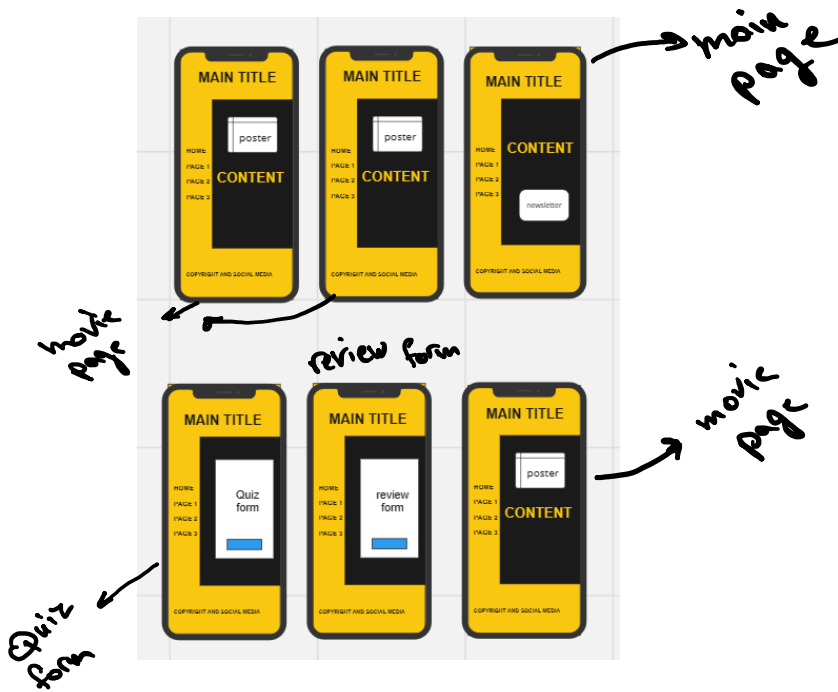 main
page
MAIN TITLE
poster
HOME
PAGE 1
PAGE 2
PAGE 3
CONTENT
COPYRIGHT AND SOCIAL MEDIA
MAIN TITLE
poster
HOME
PAGE 1
PAGE 2
PAGE 3
CONTENT
COPYRIGHT AND SOCIAL MEDIA
MAIN TITLE
HOME
PAGE 1
PAGE 2
PAGE 3
CONTENT
newsletter
COPYRIGHT AND SOCIAL MEDIA
movie
page
review form
MAIN TITLE
HOME
PAGE 1
PAGE 2
PAGE 3
Quiz
form
COPYRIGHT AND SOCIAL MEDIA
MAIN TITLE
HOME
PAGE 1
PAGE 2
PAGE 3
review
form
COPYRIGHT AND SOCIAL MEDIA
MAIN TITLE
poster
HOME
PAGE 1
PAGE 2
PAGE 3
CONTENT
COPYRIGHT AND SOCIAL MEDIA
movie
page
Quiz
form